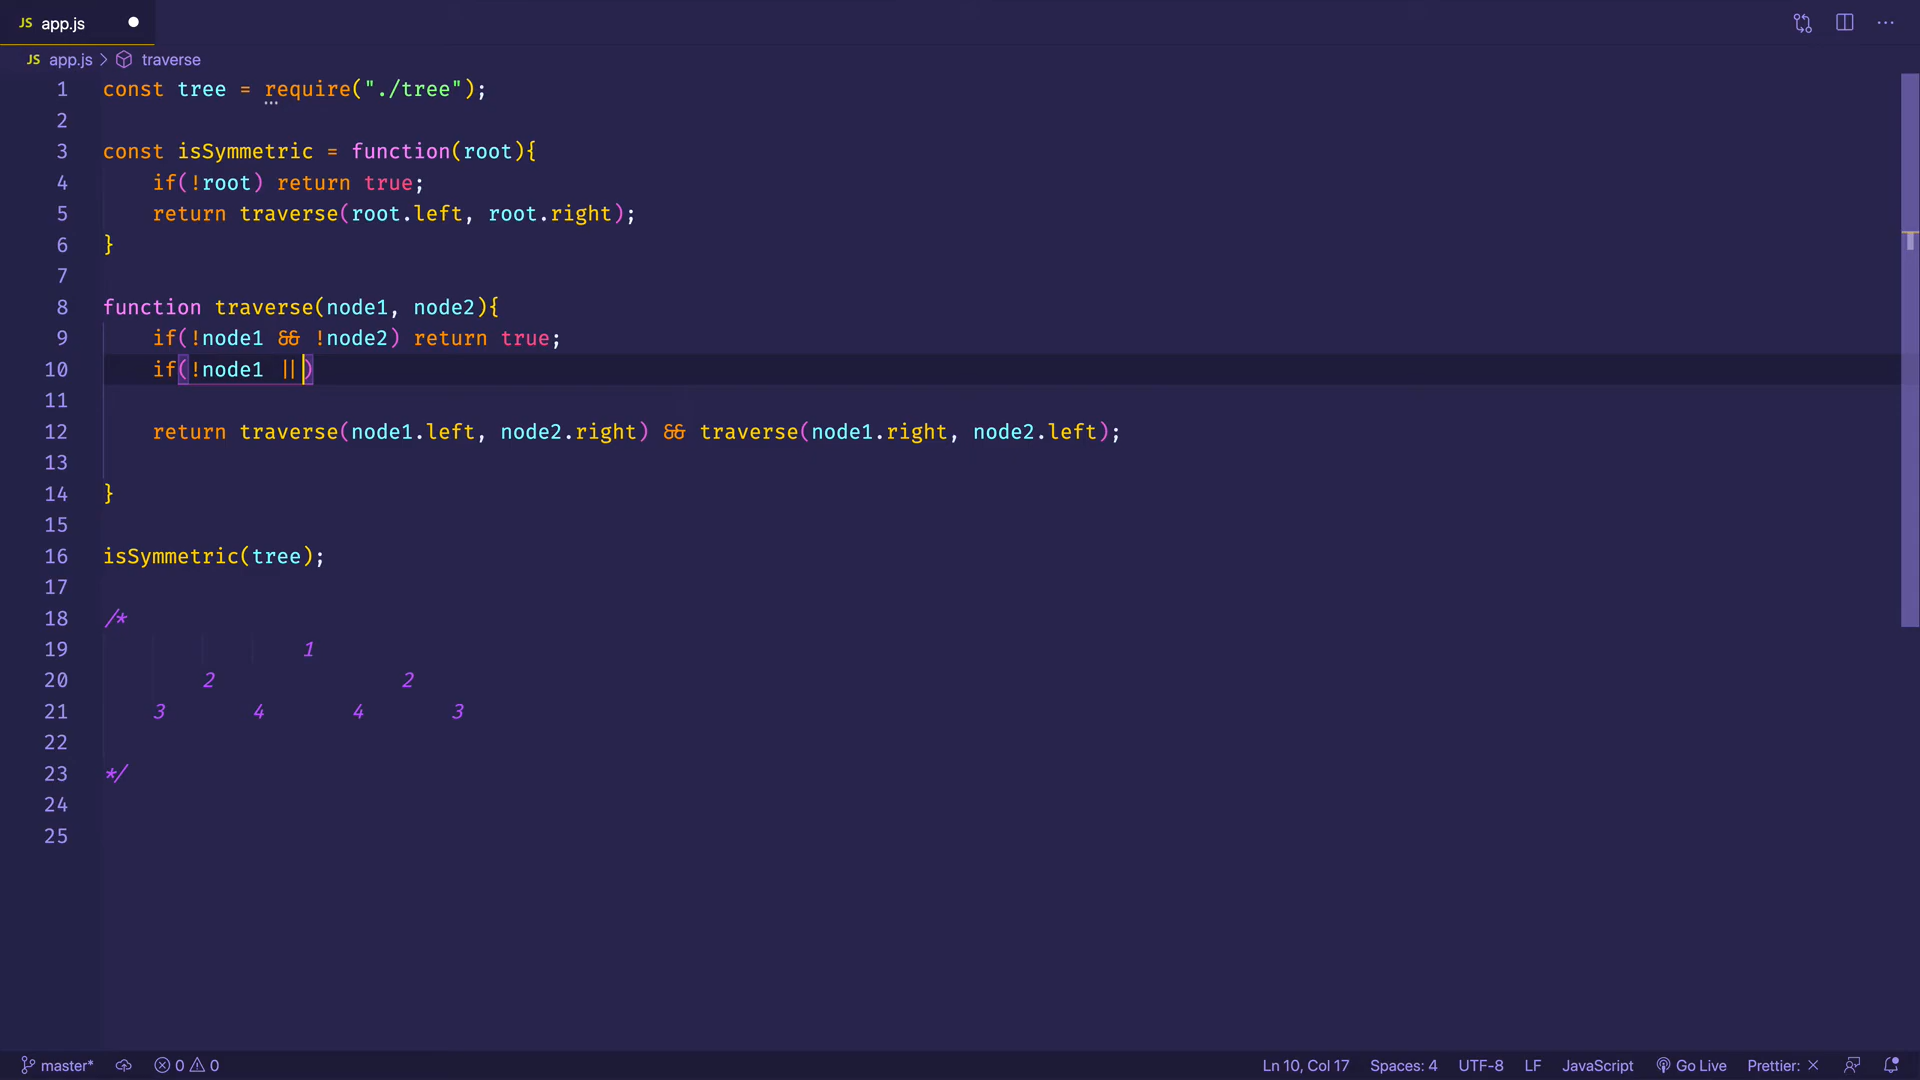 JS app.js
JS app.js > traverse
1 const tree = require("./tree");
2
3 const isSymmetric = function(root){
4 if(!root) return true;
5 return traverse(root.left, root.right);
6 }
7
8 function traverse(node1, node2){
9 if(!node1 && !node2) return true;
10 if(!node1 ||)
11
12 return traverse(node1.left, node2.right) && traverse(node1.right, node2.left);
13
14 }
15
16 isSymmetric(tree);
17
18 /*
19 1
20 2 2
21 3 4 4 3
22
23 */
24
25
master* 0 0 Ln 10, Col 17 Spaces: 4 UTF-8 LF JavaScript Go Live Prettier: ×